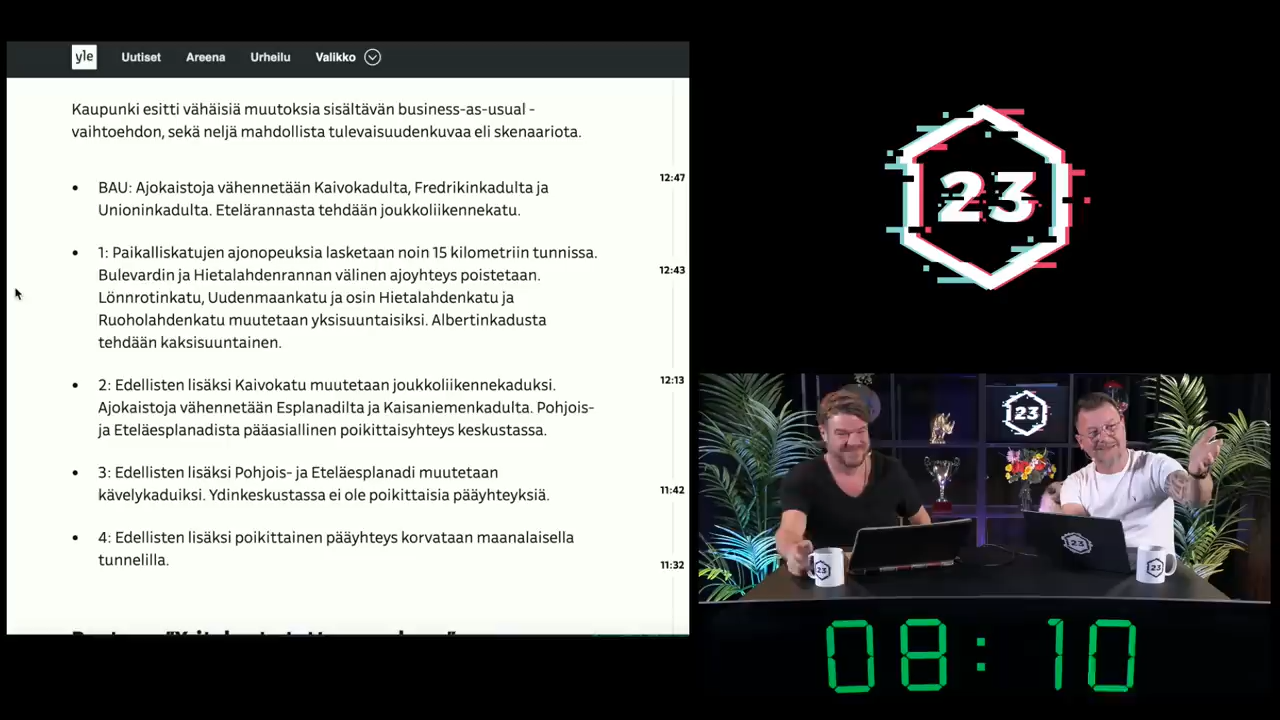 yle
Uutiset
Areena
Urheilu
Valikko
Kaupunki esitti vähäisiä muutoksia sisältävän business-as-usual -
vaihtoehdon, sekä neljä mahdollista tulevaisuudenkuvaa eli skenaariota.
• BAU: Ajokaistoja vähennetään Kaivokadulta, Fredrikinkadulta ja
Unioninkadulta. Etelärannasta tehdään joukkoliikennekatu.
• 1: Paikalliskatujen ajonopeuksia lasketaan noin 15 kilometriin tunnissa.
Bulevardin ja Hietalahdenrannan välinen ajoyhteys poistetaan.
Lönnrotinkatu, Uudenmaankatu ja osin Hietalahdenkatu ja
Ruoholahdenkatu muutetaan yksisuuntaisiksi. Albertinkadusta
tehdään kaksisuuntainen.
• 2: Edellisten lisäksi Kaivokatu muutetaan joukkoliikennekaduksi.
Ajokaistoja vähennetään Esplanadilta ja Kaisaniemenkadulta. Pohjois-
ja Eteläesplanadista pääasiallinen poikittaisyhteys keskustassa.
• 3: Edellisten lisäksi Pohjois- ja Eteläesplanadi muutetaan
kävelykaduiksi. Ydinkeskustassa ei ole poikittaisia pääyhteyksiä.
• 4: Edellisten lisäksi poikittainen pääyhteys korvataan maanalaisella
tunnelilla.
12:47
12:43
12:13
11:42
11:32
23
23
23
23
23
08:10